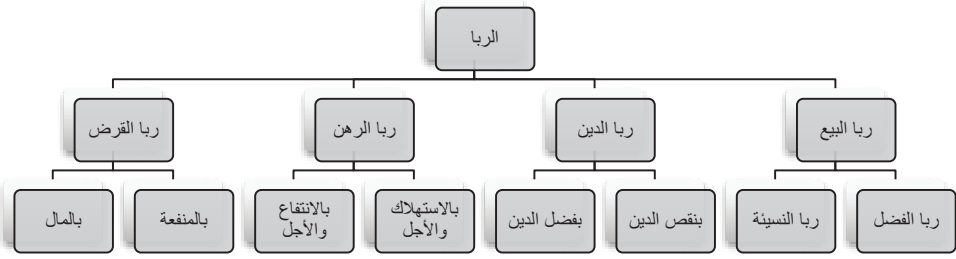 الربا
ربا البيع
ربا الدين
ربا الرهن
ربا القرض
ربا الفضل
ربا النسيئة
بنقص الدين
بفضل الدين
بالاستهلاك
والأجل
بالانتفاع
والأجل
بالمنفعة
بالمال